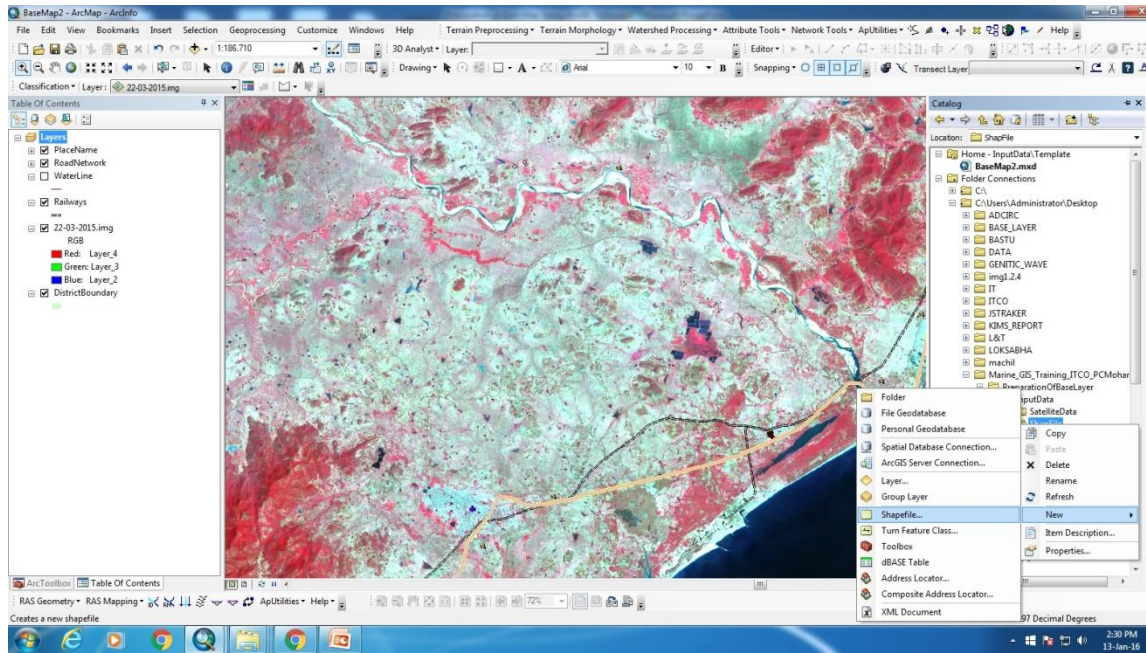 BaseMap2 - ArcMap - ArcInfo
File Edit View Bookmarks Insert Selection Geoprocessing Customize Windows Help
Terrain Preprocessing Terrain Morphology Watershed Processing Attribute Tools Network Tools ApUtilities Help
1:186,710 3D Analyst Layer: Editor
Drawing A Arial 10 B Snapping Transect Layer
Classification Layer: 22-03-2015.img
Table Of Contents
Layers
PlaceName
RoadNetwork
WaterLine
Railways
22-03-2015.img
RGB
Red: Layer_4
Green: Layer_3
Blue: Layer_2
DistrictBoundary
Catalog
Location: ShapFile
Home - InputData\Template
BaseMap2.mxd
Folder Connections
C:\
C:\Users\Administrator\Desktop
ADCIRC
BASE_LAYER
BASTU
DATA
GENITIC_WAVE
img1.2.4
IT
ITCO
JSTRAKER
KIMS_REPORT
L&T
LOKSABHA
machil
Marine_GIS_Training_ITCO_PCMohar
PreparationOfBaseLayer
nputData
SatelliteData
ShapFile
Folder
File Geodatabase
Personal Geodatabase
Spatial Database Connection...
ArcGIS Server Connection...
Layer...
Group Layer
Shapefile...
Turn Feature Class...
Toolbox
dBASE Table
Address Locator...
Composite Address Locator...
XML Document
Copy
Paste
Delete
Rename
Refresh
New
Item Description...
Properties...
ArcToolbox Table Of Contents
RAS Geometry RAS Mapping ApUtilities Help 72%
Creates a new shapefile
97 Decimal Degrees
2:30 PM
13-Jan-16